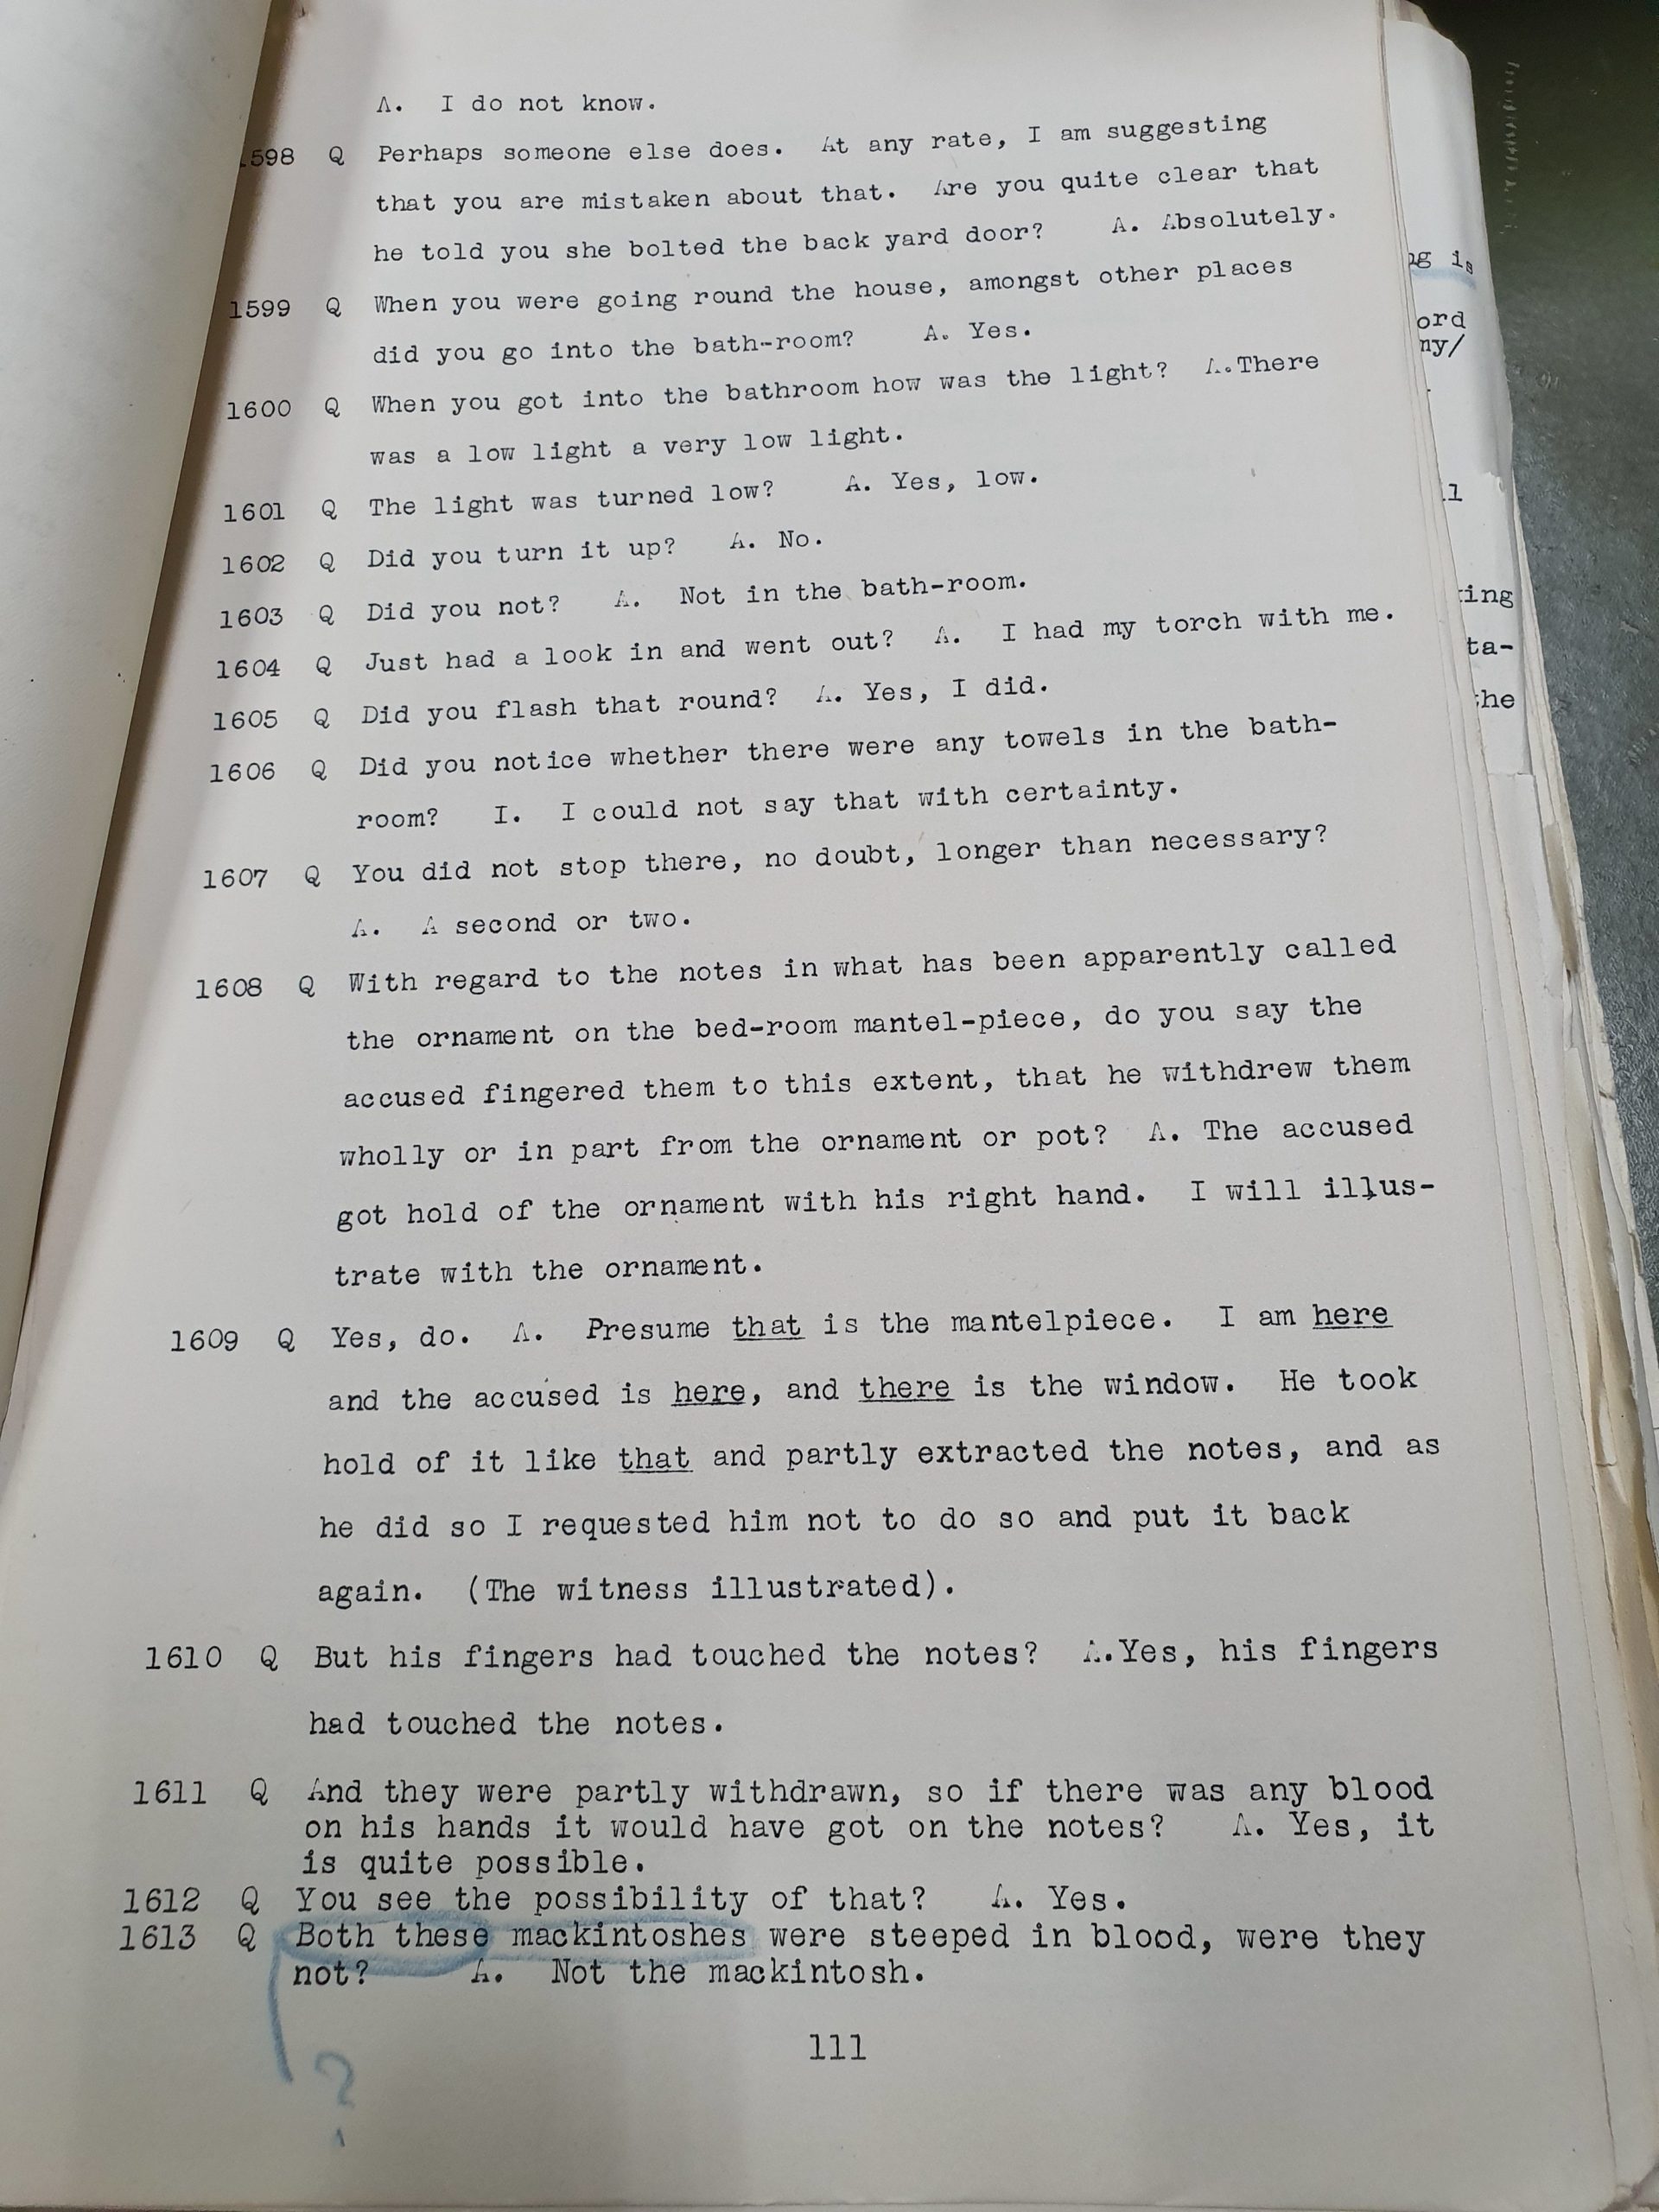 A. I do not know.
1598 Q Perhaps someone else does. At any rate, I am suggesting
that you are mistaken about that. Are you quite clear that
he told you she bolted the back yard door? A. Absolutely.
1599 Q When you were going round the house, amongst other places
did you go into the bath-room? A. Yes.
1600 Q When you got into the bathroom how was the light? A.There
was a low light a very low light.
1601 Q The light was turned low? A. Yes, low.
1602 Q Did you turn it up? A. No.
1603 Q Did you not? A. Not in the bath-room.
1604 Q Just had a look in and went out? A. I had my torch with me.
1605 Q Did you flash that round? A. Yes, I did.
1606 Q Did you notice whether there were any towels in the bath-
room? I. I could not say that with certainty.
1607 Q You did not stop there, no doubt, longer than necessary?
A. A second or two.
1608 Q With regard to the notes in what has been apparently called
the ornament on the bed-room mantel-piece, do you say the
accused fingered them to this extent, that he withdrew them
wholly or in part from the ornament or pot? A. The accused
got hold of the ornament with his right hand. I will illus-
trate with the ornament.
1609 Q Yes, do. A. Presume that is the mantelpiece. I am here
and the accused is here, and there is the window. He took
hold of it like that and partly extracted the notes, and as
he did so I requested him not to do so and put it back
again. (The witness illustrated).
1610 Q But his fingers had touched the notes? A.Yes, his fingers
had touched the notes.
1611 Q And they were partly withdrawn, so if there was any blood
on his hands it would have got on the notes? A. Yes, it
is quite possible.
1612 Q You see the possibility of that? A. Yes.
1613 Q Both these mackintoshes were steeped in blood, were they
not? A. Not the mackintosh.
?
111
is
ord
ny/
ta-